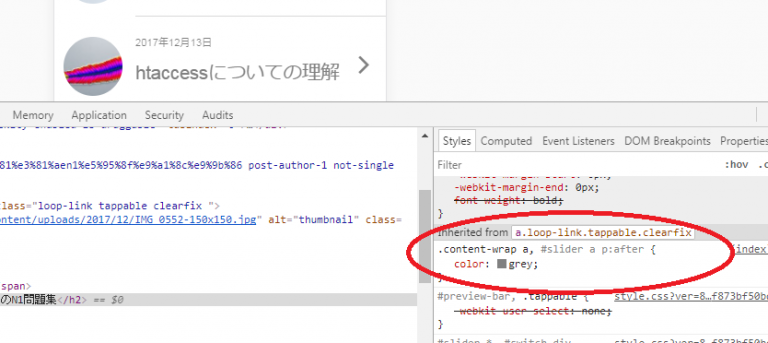 2017年12月13日
htaccessについての理解
Memory Application Security Audits
Styles Computed Event Listeners DOM Breakpoints Properties
Filter
:hov
81%e3%81%aen1%e5%95%8f%e9%a1%8c%e9%9b%86 post-author-1 not-single
-webkit-margin-end: 0px;
font-weight: bold;
}
class="loop-link tappable clearfix ">
ontent/uploads/2017/12/IMG_0552-150x150.jpg" alt="thumbnail" class=
Inherited from a.loop-link.tappable.clearfix
.content-wrap a, #slider a p:after {
color: grey;
}
span>
のN1問題集</h2> == $0
#preview-bar, .tappable {
style.css?ver=8…f873bf50b
-webkit-user-select: none;
}